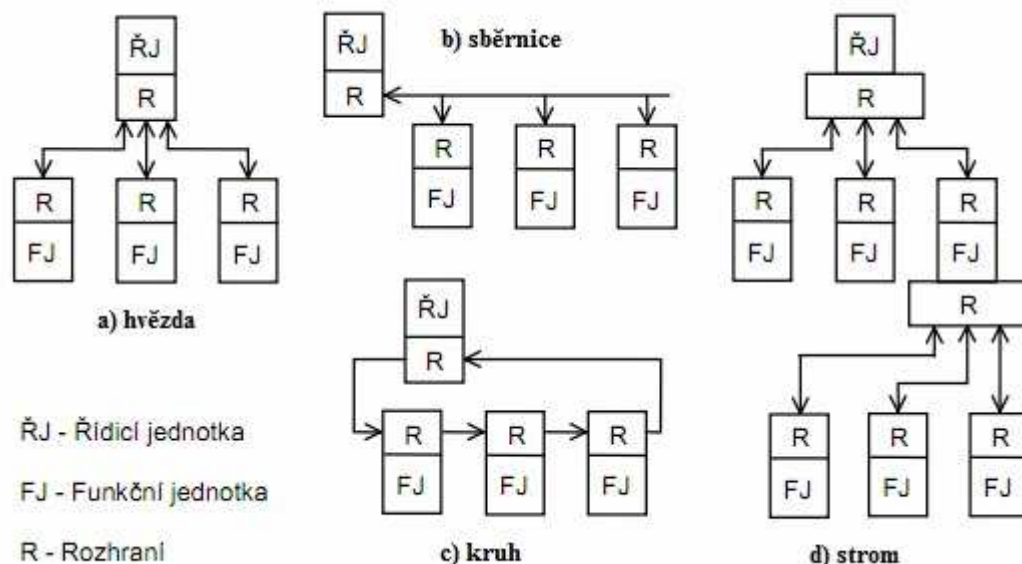 ŘJ
R
R
FJ
R
FJ
R
FJ
a) hvězda
b) sběrnice
ŘJ
R
R
FJ
R
FJ
R
FJ
ŘJ
R
R
FJ
R
FJ
R
FJ
c) kruh
ŘJ
R
R
FJ
R
FJ
R
FJ
R
R
FJ
R
FJ
R
FJ
d) strom
ŘJ - Řídicí jednotka
FJ - Funkční jednotka
R - Rozhraní